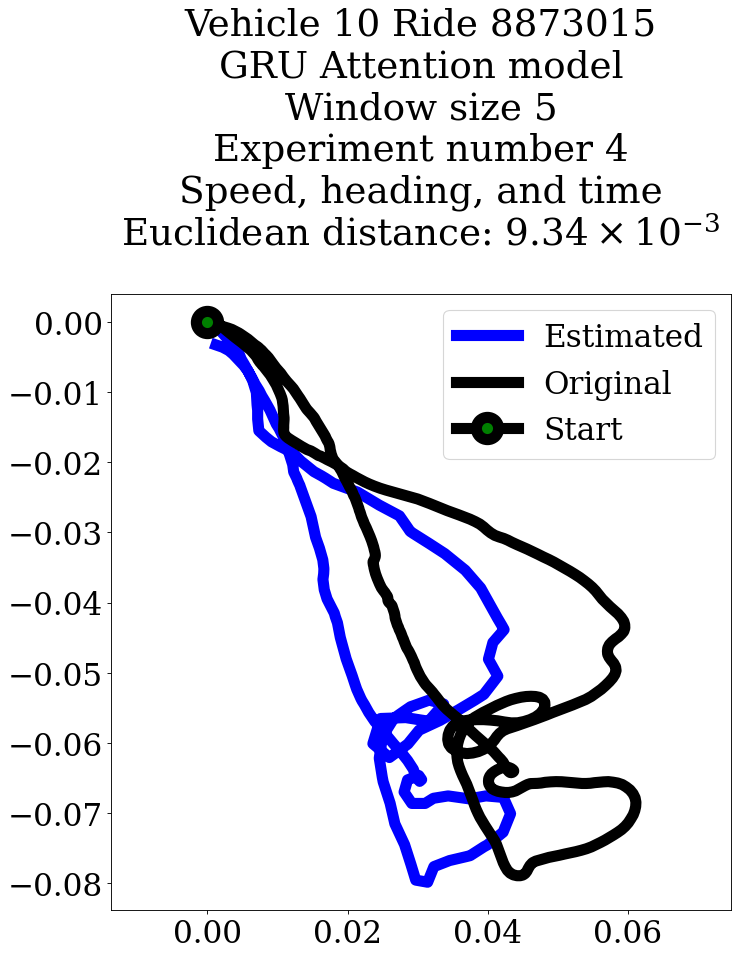 Vehicle 10 Ride 8873015
GRU Attention model
Window size 5
Experiment number 4
Speed, heading, and time
Euclidean distance: 9.34 × 10⁻³
Estimated
Original
Start
0.00
−0.01
−0.02
−0.03
−0.04
−0.05
−0.06
−0.07
−0.08
0.00 0.02 0.04 0.06